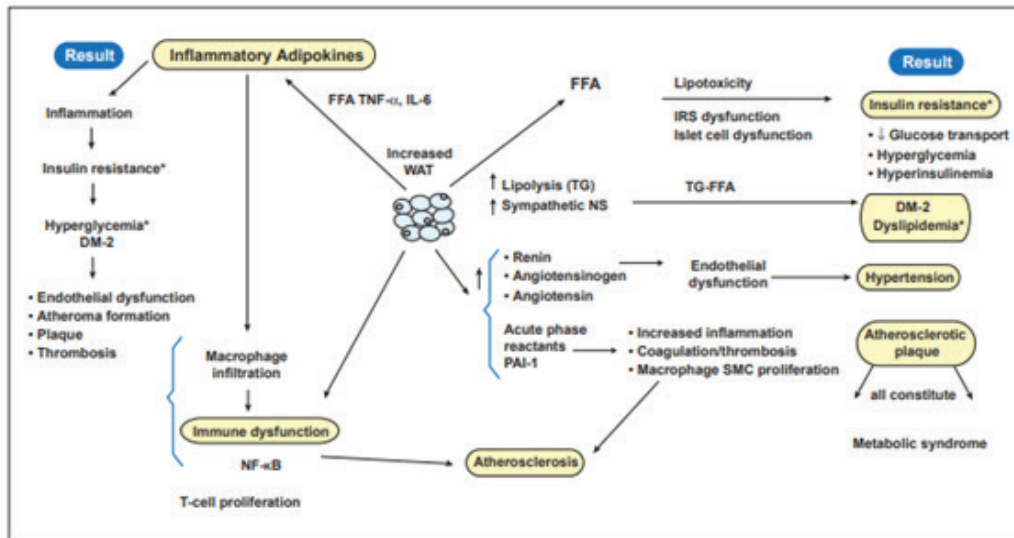 Result
Inflammatory Adipokines
Inflammation
Insulin resistance*
Hyperglycemia*
DM-2
• Endothelial dysfunction
• Atheroma formation
• Plaque
• Thrombosis
FFA TNF-α, IL-6
Increased
WAT
Macrophage
infiltration
Immune dysfunction
NF-κB
T-cell proliferation
FFA
Lipotoxicity
IRS dysfunction
Islet cell dysfunction
↑ Lipolysis (TG)
↑ Sympathetic NS
TG-FFA
↑
• Renin
• Angiotensinogen
• Angiotensin
Endothelial
dysfunction
Acute phase
reactants
PAI-1
• Increased inflammation
• Coagulation/thrombosis
• Macrophage SMC proliferation
Atherosclerosis
Result
Insulin resistance*
• ↓ Glucose transport
• Hyperglycemia
• Hyperinsulinemia
DM-2
Dyslipidemia*
Hypertension
Atherosclerotic
plaque
all constitute
Metabolic syndrome